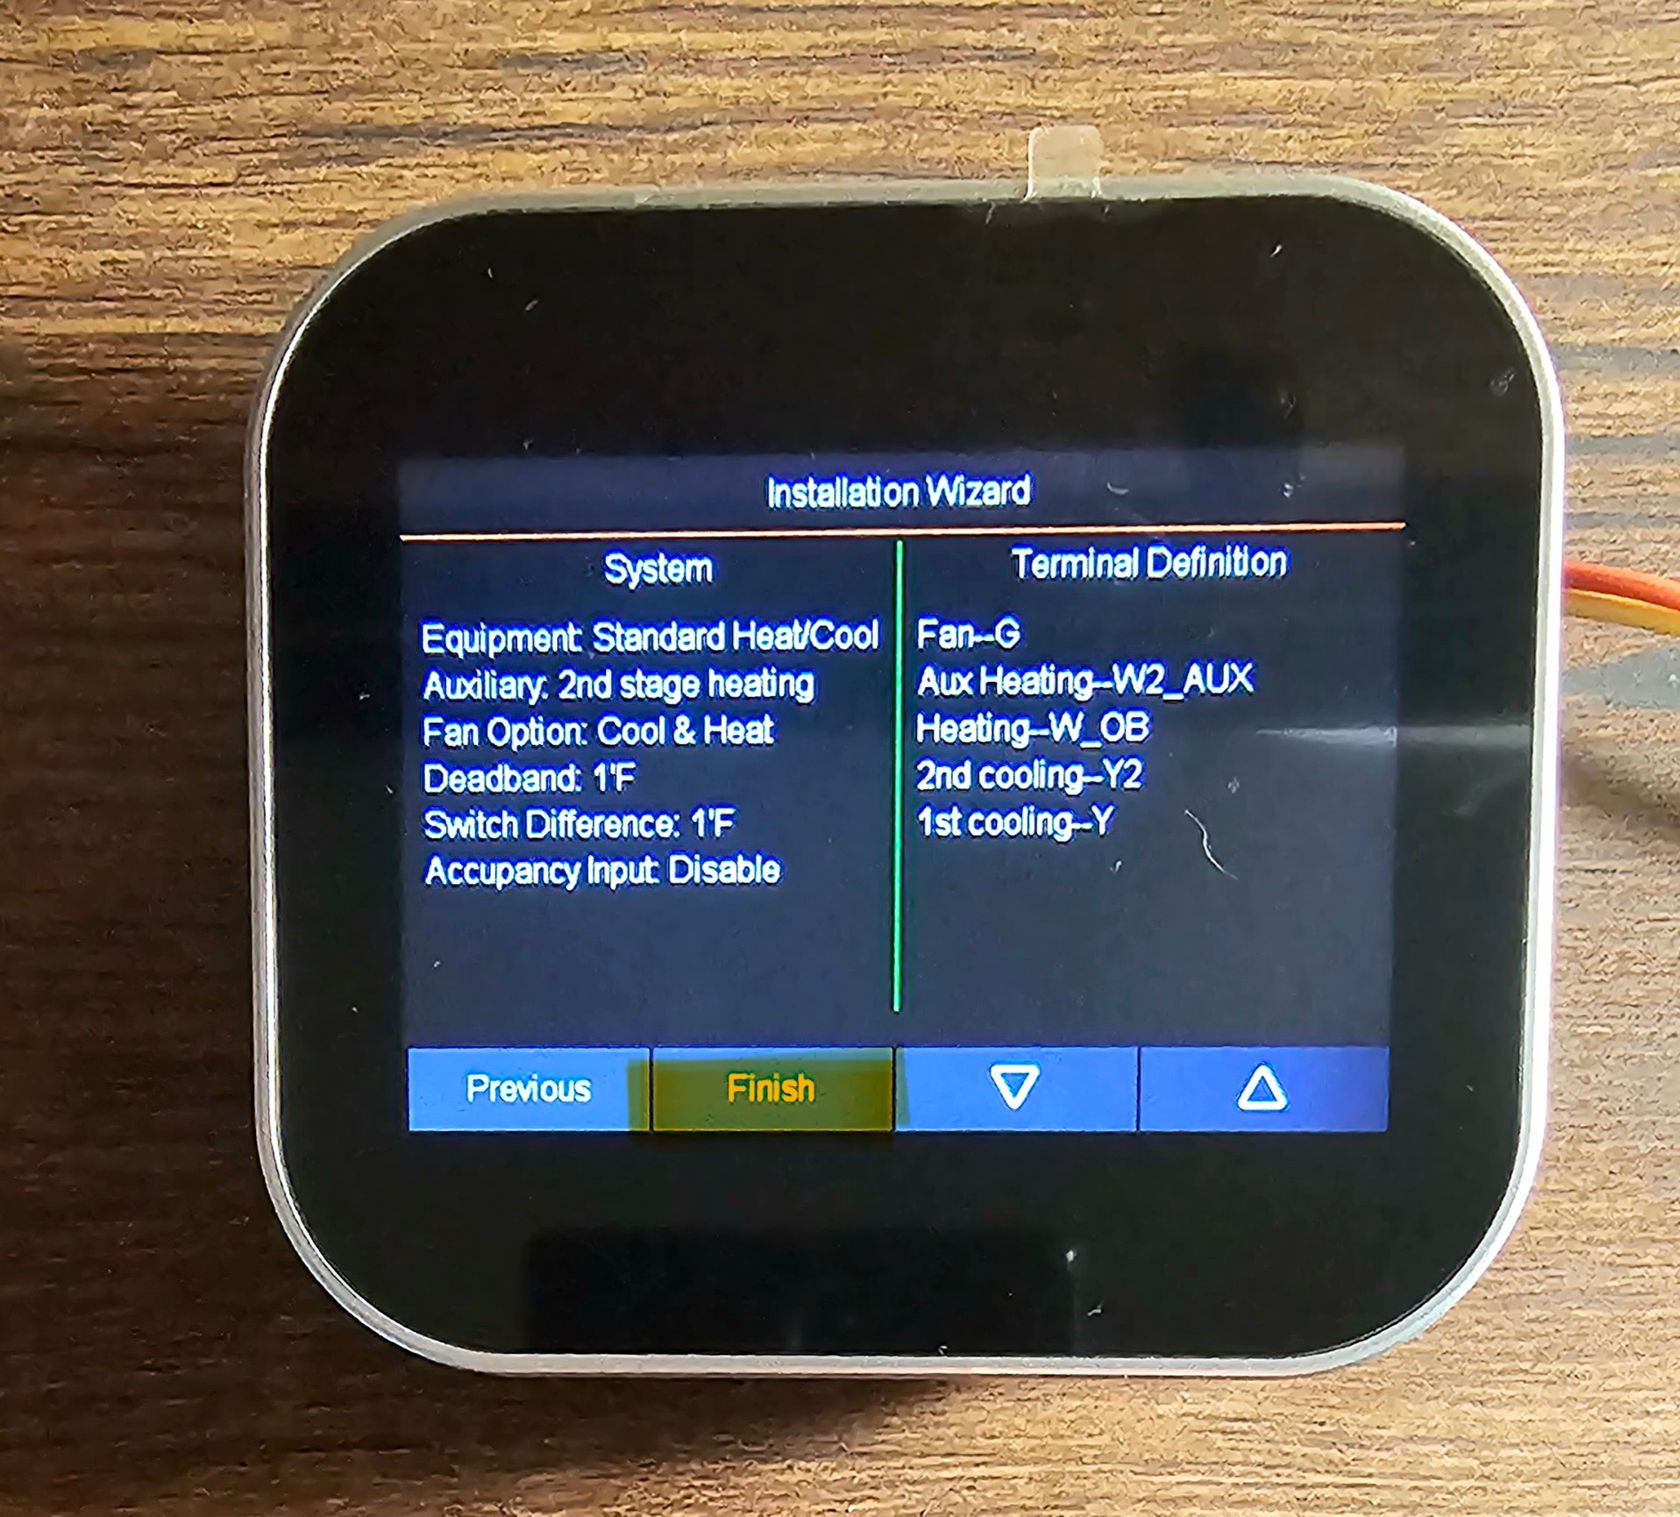 Installation Wizard
System
Equipment: Standard Heat/Cool
Auxiliary: 2nd stage heating
Fan Option: Cool & Heat
Deadband: 1'F
Switch Difference: 1'F
Accupancy Input: Disable
Terminal Definition
Fan--G
Aux Heating--W2_AUX
Heating--W_OB
2nd cooling--Y2
1st cooling--Y
Previous
Finish